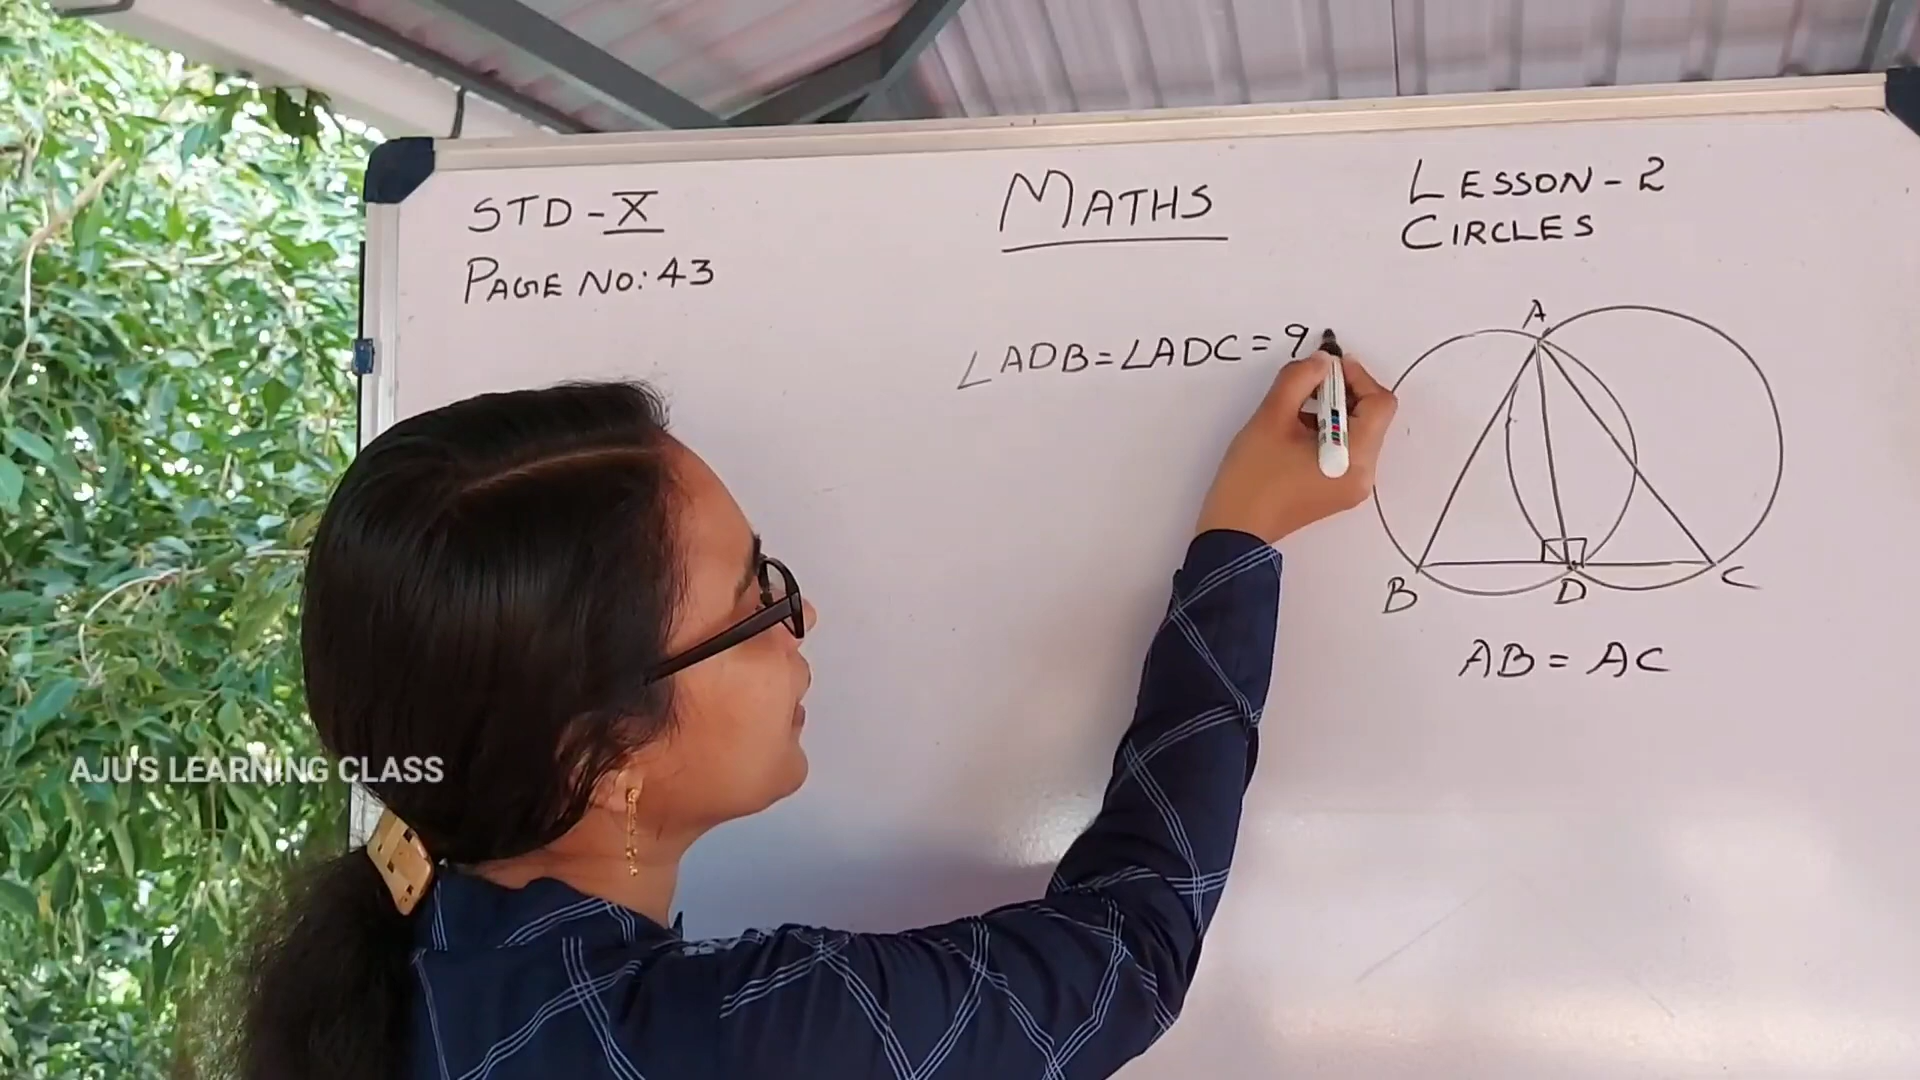 STD - X
PAGE NO: 43
MATHS
LESSON - 2
CIRCLES
∠ADB = ∠ADC = 9
A
B
D
C
AB = AC
AJU'S LEARNING CLASS